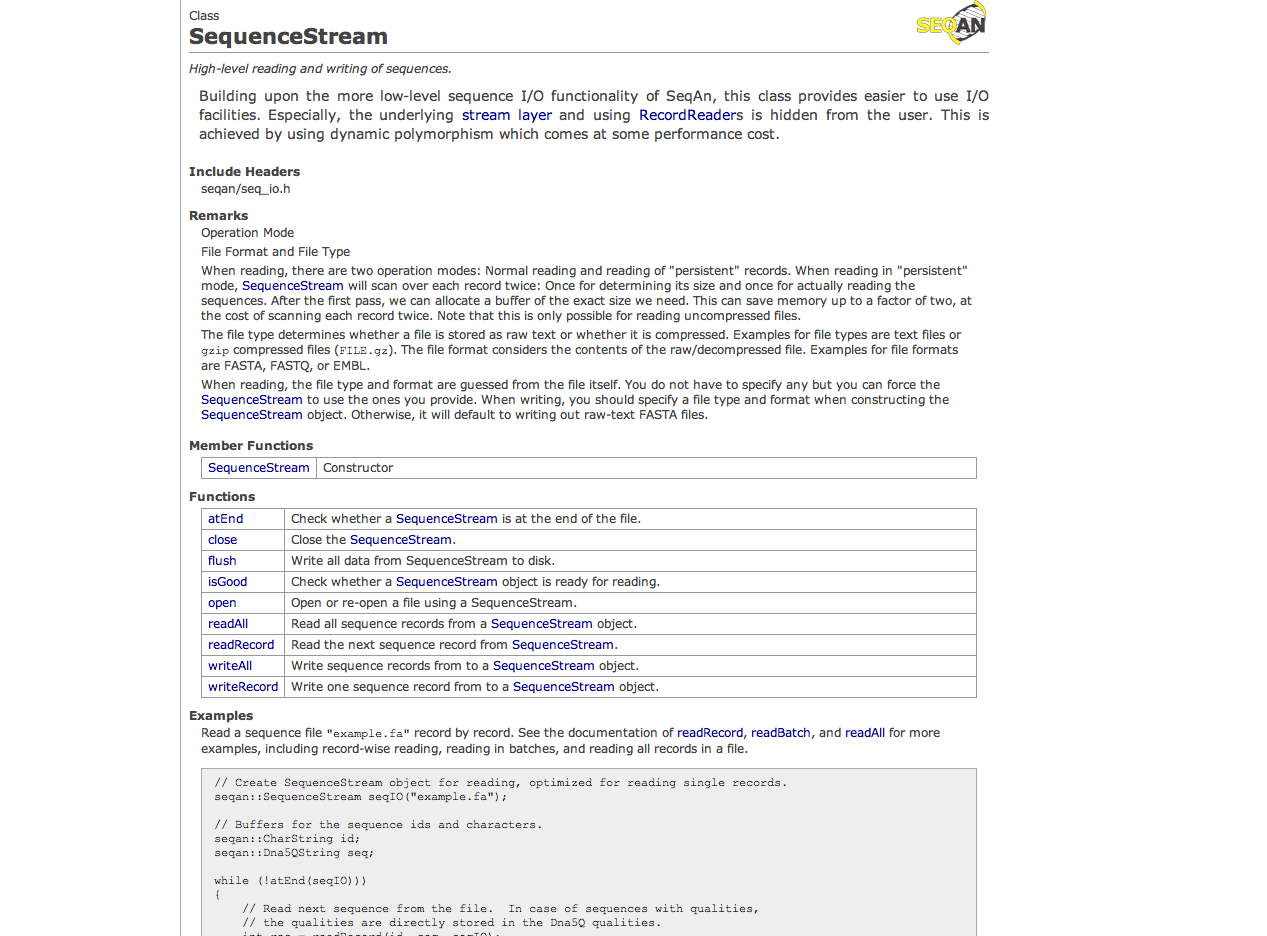 Class
SEQAN
SequenceStream
High-level reading and writing of sequences.
Building upon the more low-level sequence I/O functionality of SeqAn, this class provides easier to use I/O
facilities. Especially, the underlying stream layer and using RecordReaders is hidden from the user. This is
achieved by using dynamic polymorphism which comes at some performance cost.
Include Headers
seqan/seq_io.h
Remarks
Operation Mode
File Format and File Type
When reading, there are two operation modes: Normal reading and reading of "persistent" records. When reading in "persistent"
mode, SequenceStream will scan over each record twice: Once for determining its size and once for actually reading the
sequences. After the first pass, we can allocate a buffer of the exact size we need. This can save memory up to a factor of two, at
the cost of scanning each record twice. Note that this is only possible for reading uncompressed files.
The file type determines whether a file is stored as raw text or whether it is compressed. Examples for file types are text files or
gzip compressed files (FILE.gz). The file format considers the contents of the raw/decompressed file. Examples for file formats
are FASTA, FASTQ, or EMBL.
When reading, the file type and format are guessed from the file itself. You do not have to specify any but you can force the
SequenceStream to use the ones you provide. When writing, you should specify a file type and format when constructing the
SequenceStream object. Otherwise, it will default to writing out raw-text FASTA files.
Member Functions
SequenceStream Constructor
Functions
atEnd Check whether a SequenceStream is at the end of the file.
close Close the SequenceStream.
flush Write all data from SequenceStream to disk.
isGood Check whether a SequenceStream object is ready for reading.
open Open or re-open a file using a SequenceStream.
readAll Read all sequence records from a SequenceStream object.
readRecord Read the next sequence record from SequenceStream.
writeAll Write sequence records from to a SequenceStream object.
writeRecord Write one sequence record from to a SequenceStream object.
Examples
Read a sequence file "example.fa" record by record. See the documentation of readRecord, readBatch, and readAll for more
examples, including record-wise reading, reading in batches, and reading all records in a file.
// Create SequenceStream object for reading, optimized for reading single records.
seqan::SequenceStream seqIO("example.fa");
// Buffers for the sequence ids and characters.
seqan::CharString id;
seqan::Dna5QString seq;
while (!atEnd(seqIO)))
{
// Read next sequence from the file.  In case of sequences with qualities,
// the qualities are directly stored in the Dna5Q qualities.
int res = readRecord(id, seq, seqIO);